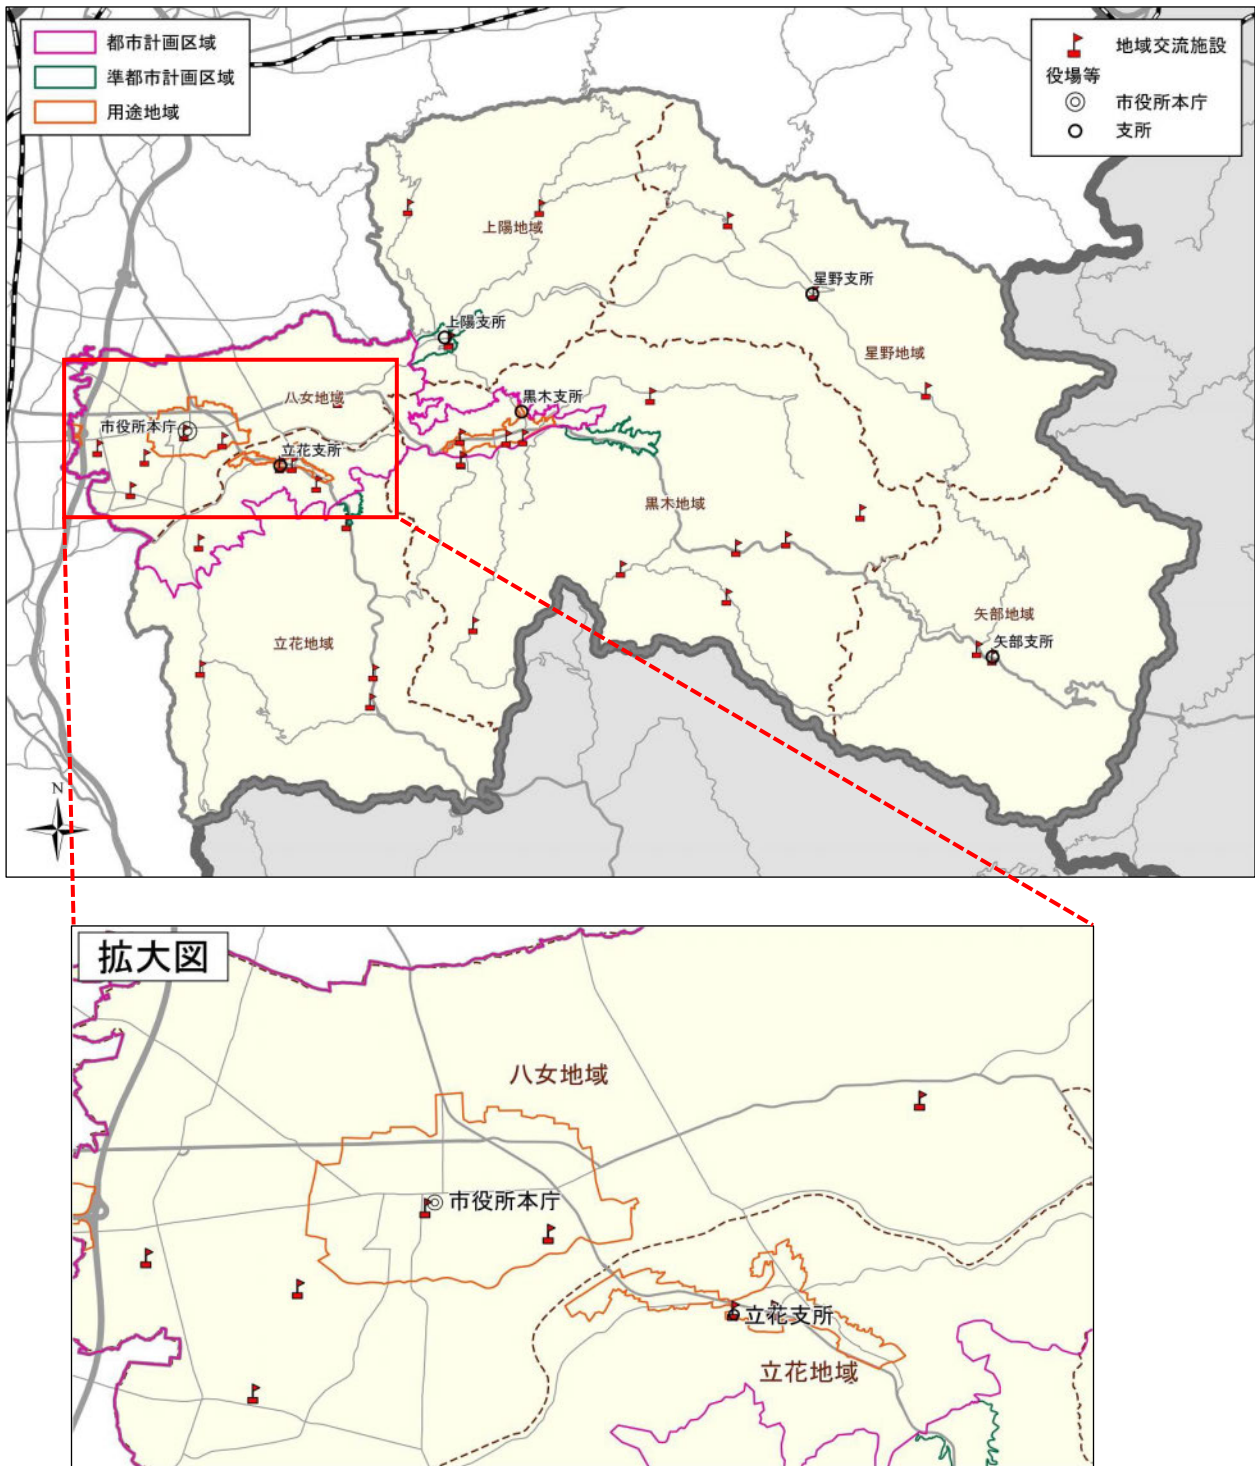 都市計画区域
準都市計画区域
用途地域
地域交流施設
役場等
市役所本庁
支所
上陽地域
星野支所
上陽支所
星野地域
八女地域
黒木支所
市役所本庁
立花支所
黒木地域
矢部地域
立花地域
矢部支所
N
拡大図
八女地域
市役所本庁
立花支所
立花地域